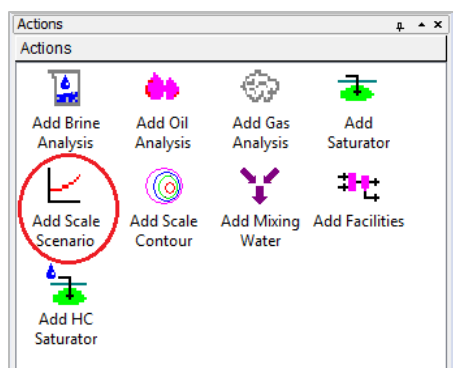 Actions
Actions
Add Brine Analysis
Add Oil Analysis
Add Gas Analysis
Add Saturator
Add Scale Scenario
Add Scale Contour
Add Mixing Water
Add Facilities
Add HC Saturator